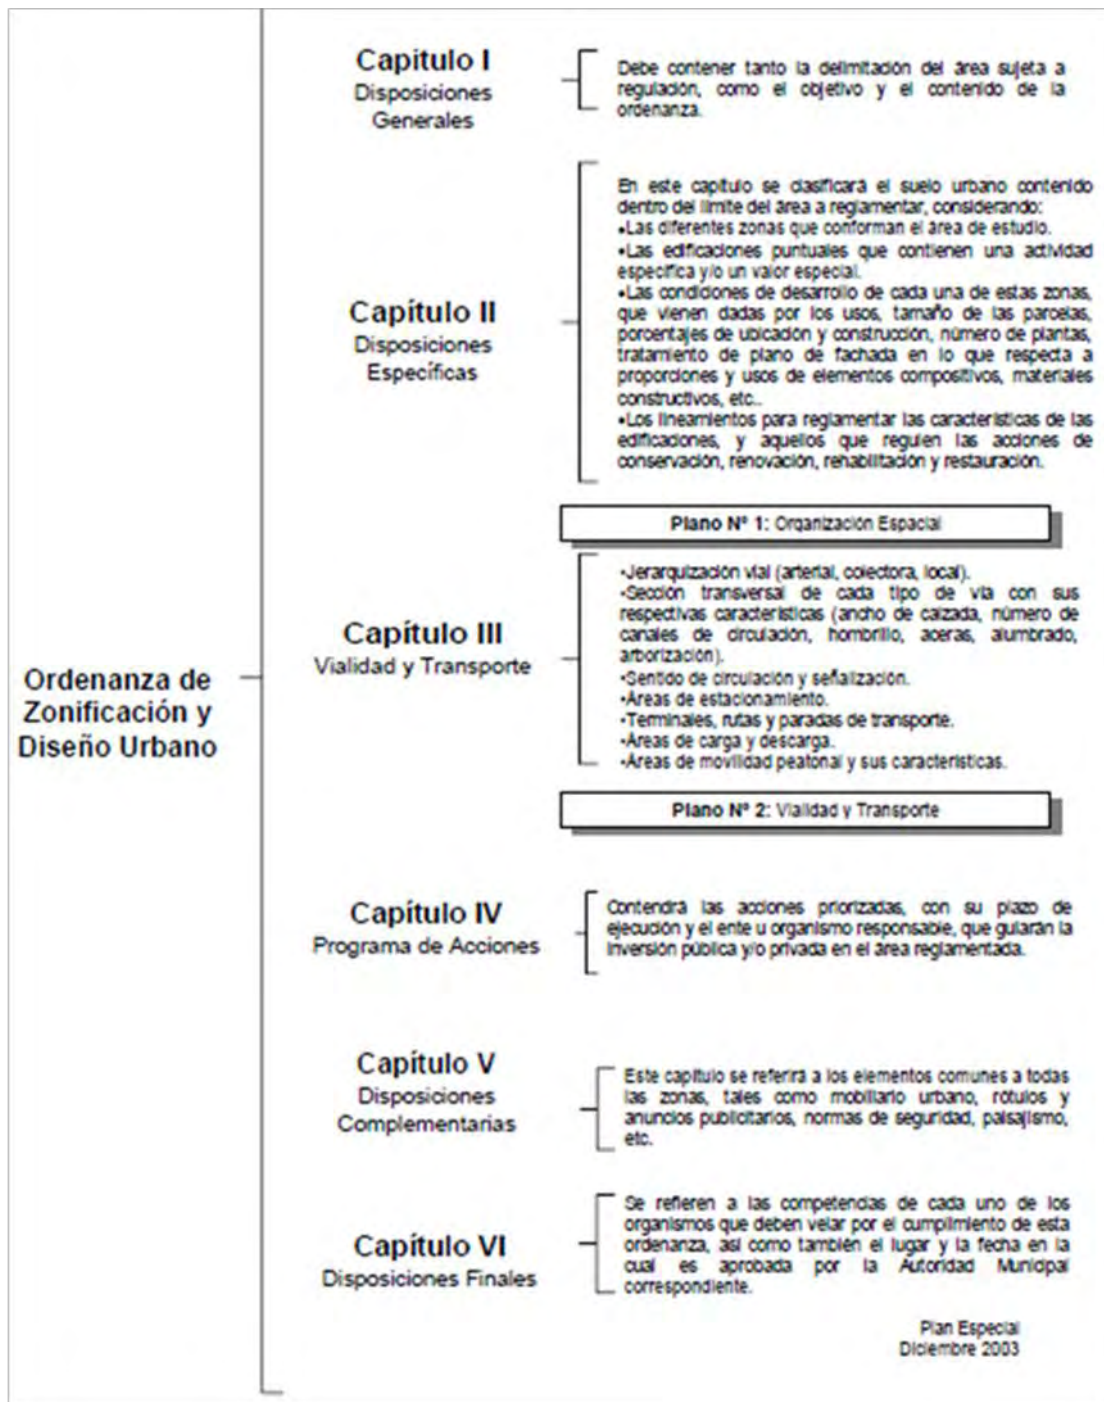 Ordenanza de
Zonificación y
Diseño Urbano
Capítulo I
Disposiciones
Generales
Debe contener tanto la delimitación del área sujeta a
regulación, como el objetivo y el contenido de la
ordenanza.
Capítulo II
Disposiciones
Específicas
En este capítulo se clasificará el suelo urbano contenido
dentro del límite del área a reglamentar, considerando:
•Las diferentes zonas que conforman el área de estudio.
•Las edificaciones puntuales que contienen una actividad
específica y/o un valor especial.
•Las condiciones de desarrollo de cada una de estas zonas,
que vienen dadas por los usos, tamaño de las parcelas,
porcentajes de ubicación y construcción, número de plantas,
tratamiento de plano de fachada en lo que respecta a
proporciones y usos de elementos compositivos, materiales
constructivos, etc..
•Los lineamientos para reglamentar las características de las
edificaciones, y aquellos que regulen las acciones de
conservación, renovación, rehabilitación y restauración.
Plano Nº 1: Organización Espacial
Capítulo III
Vialidad y Transporte
•Jerarquización vial (arterial, colectora, local).
•Sección transversal de cada tipo de vía con sus
respectivas características (ancho de calzada, número de
canales de circulación, hombrillo, aceras, alumbrado,
arborización).
•Sentido de circulación y señalización.
•Áreas de estacionamiento.
•Terminales, rutas y paradas de transporte.
•Áreas de carga y descarga.
•Áreas de movilidad peatonal y sus características.
Plano Nº 2: Vialidad y Transporte
Capítulo IV
Programa de Acciones
Contendrá las acciones priorizadas, con su plazo de
ejecución y el ente u organismo responsable, que guiarán la
inversión pública y/o privada en el área reglamentada.
Capítulo V
Disposiciones
Complementarias
Este capítulo se referirá a los elementos comunes a todas
las zonas, tales como mobiliario urbano, rótulos y
anuncios publicitarios, normas de seguridad, paisajismo,
etc.
Capítulo VI
Disposiciones Finales
Se refieren a las competencias de cada uno de los
organismos que deben velar por el cumplimiento de esta
ordenanza, así como también el lugar y la fecha en la
cual es aprobada por la Autoridad Municipal
correspondiente.
Plan Especial
Diciembre 2003